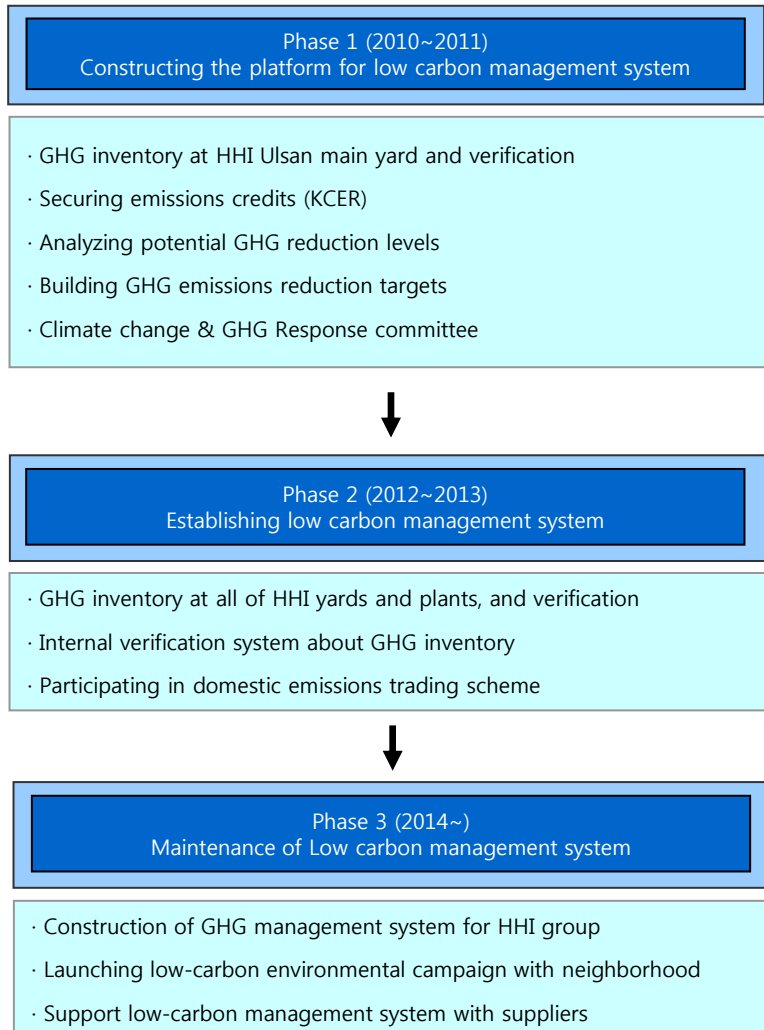 Phase 1 (2010~2011)
Constructing the platform for low carbon management system
· GHG inventory at HHI Ulsan main yard and verification
· Securing emissions credits (KCER)
· Analyzing potential GHG reduction levels
· Building GHG emissions reduction targets
· Climate change & GHG Response committee
Phase 2 (2012~2013)
Establishing low carbon management system
· GHG inventory at all of HHI yards and plants, and verification
· Internal verification system about GHG inventory
· Participating in domestic emissions trading scheme
Phase 3 (2014~)
Maintenance of Low carbon management system
· Construction of GHG management system for HHI group
· Launching low-carbon environmental campaign with neighborhood
· Support low-carbon management system with suppliers